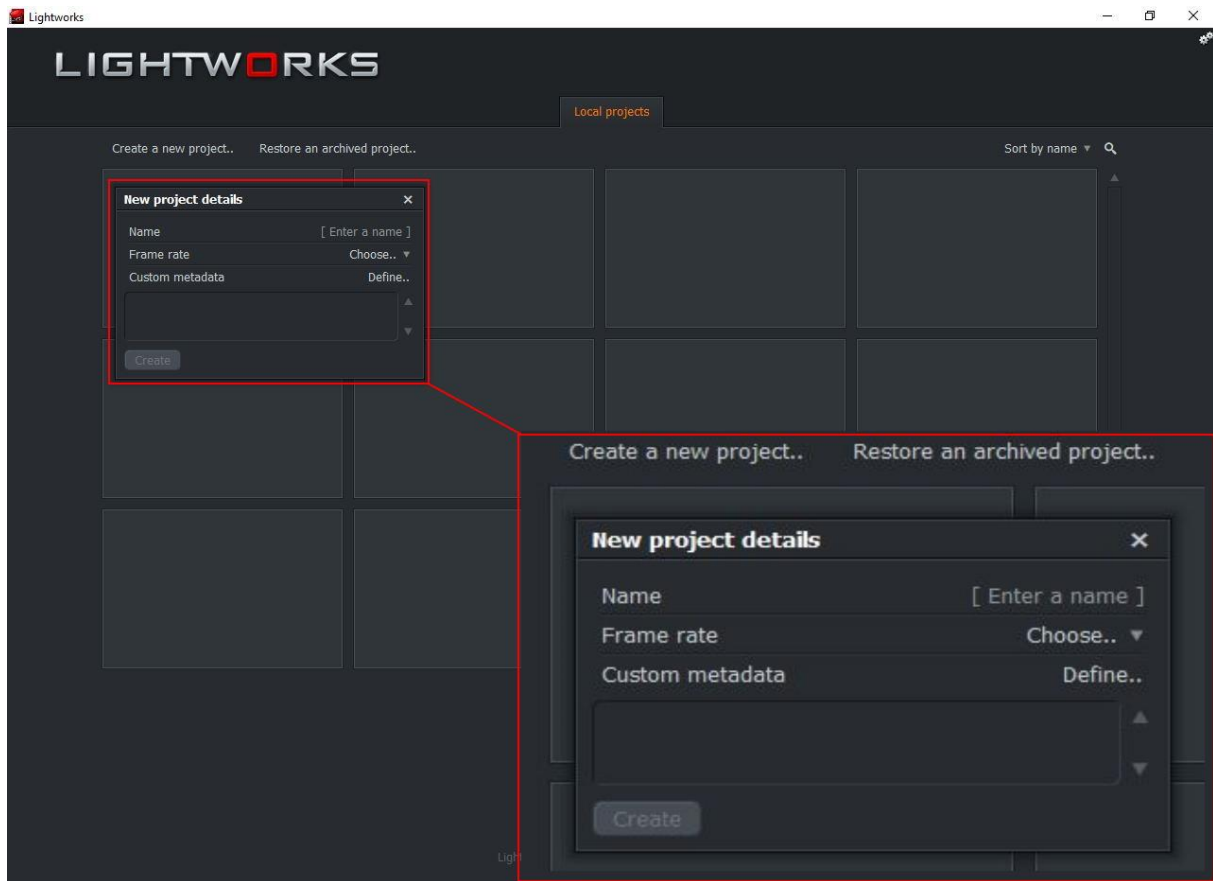 Lightworks
LIGHTWORKS
Local projects
Create a new project.. Restore an archived project.. Sort by name
New project details
Name [ Enter a name ]
Frame rate Choose..
Custom metadata Define..
Create
Create a new project.. Restore an archived project..
New project details
Name [ Enter a name ]
Frame rate Choose..
Custom metadata Define..
Create
Light